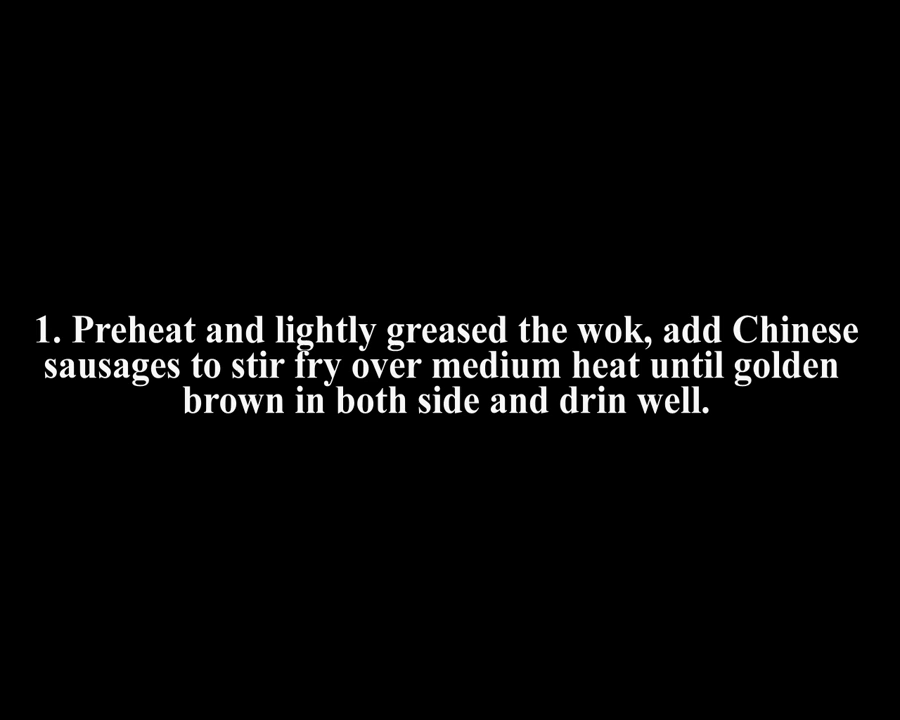 1. Preheat and lightly greased the wok, add Chinese
sausages to stir fry over medium heat until golden
brown in both side and drin well.